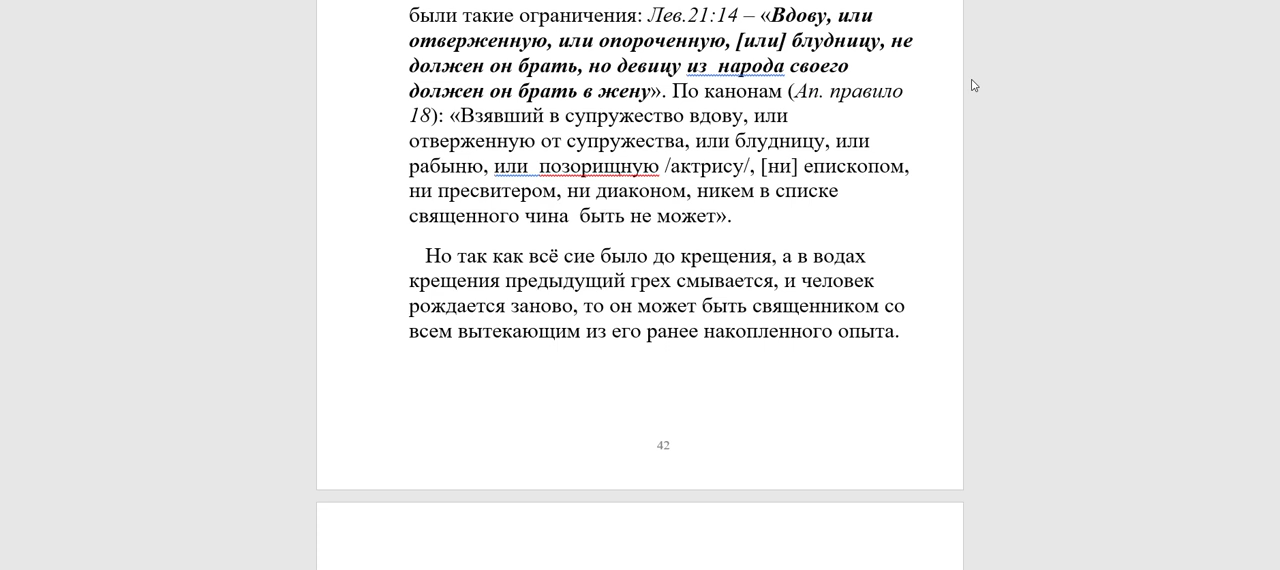 были такие ограничения: Лев.21:14 – «Вдову, или
отверженную, или опороченную, [или] блудницу, не
должен он брать, но девицу из  народа своего
должен он брать в жену». По канонам (Ап. правило
18): «Взявший в супружество вдову, или
отверженную от супружества, или блудницу, или
рабыню, или  позорищную /актрису/, [ни] епископом,
ни пресвитером, ни диаконом, никем в списке
священного чина  быть не может».
Но так как всё сие было до крещения, а в водах
крещения предыдущий грех смывается, и человек
рождается заново, то он может быть священником со
всем вытекающим из его ранее накопленного опыта.
42